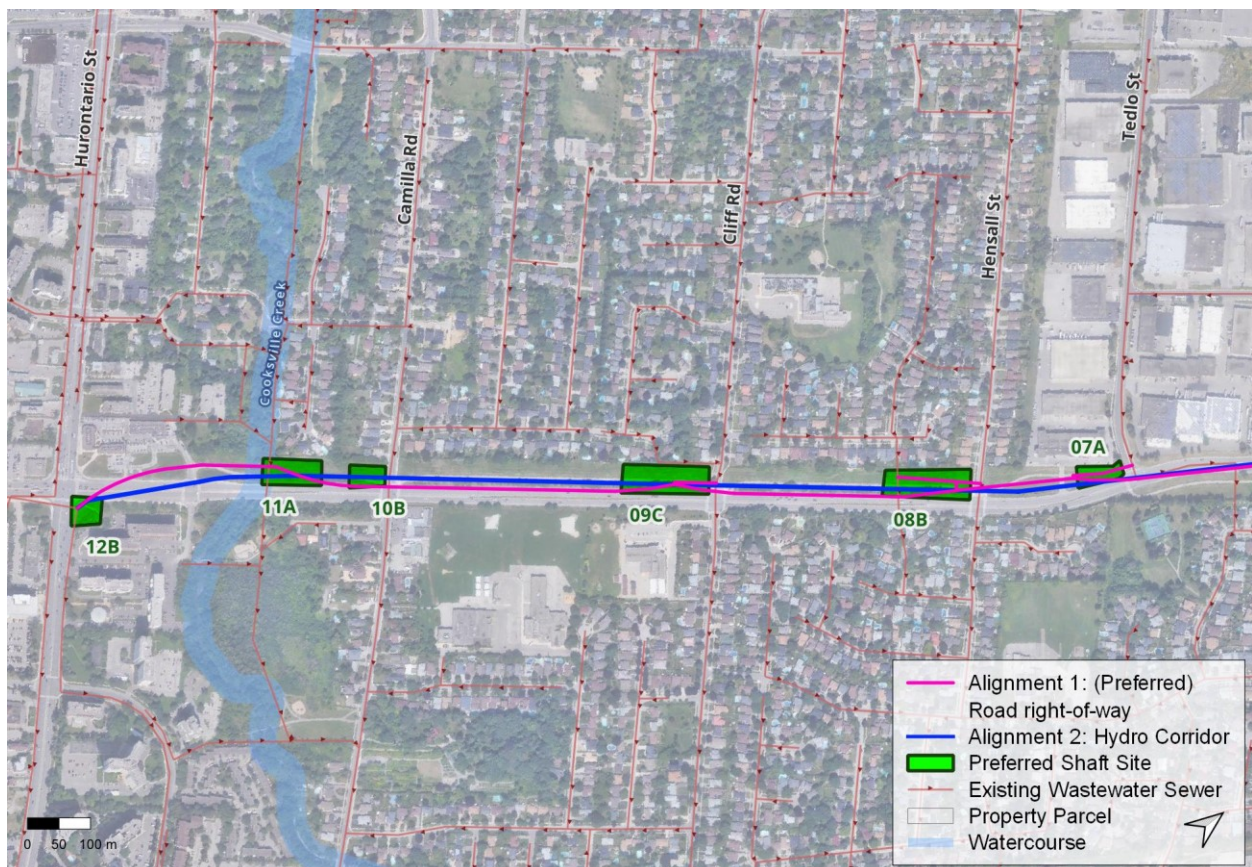 Hurontario St
Camilla Rd
Cliff Rd
Hensall St
Tedlo St
Cooksville Creek
07A
11A
10B
09C
08B
12B
Alignment 1: (Preferred)
Road right-of-way
Alignment 2: Hydro Corridor
Preferred Shaft Site
Existing Wastewater Sewer
Property Parcel
Watercourse
0 50 100 m